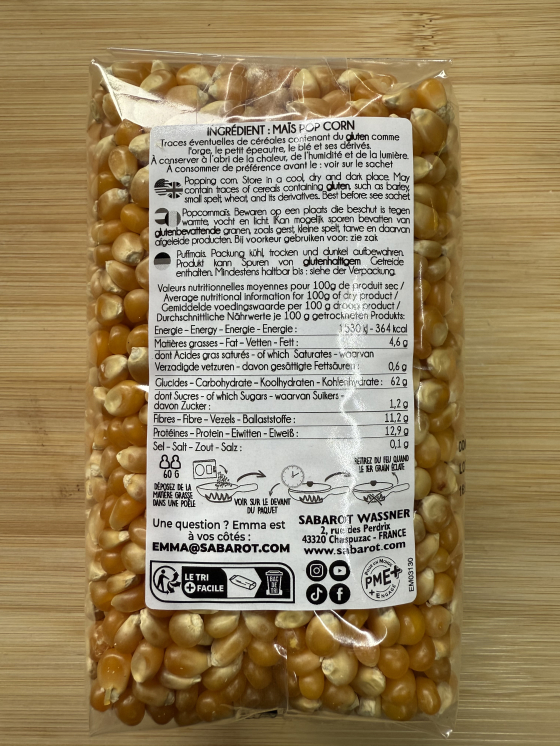 INGRÉDIENT : MAÏS POP CORN
Traces éventuelles de céréales contenant du gluten comme
l'orge, le petit épeautre, le blé et ses dérivés.
À conserver à l'abri de la chaleur, de l'humidité et de la lumière.
À consommer de préférence avant le : voir sur le sachet
Popping corn. Store in a cool, dry and dark place. May
contain traces of cereals containing gluten, such as barley,
small spelt, wheat, and its derivatives. Best before: see sachet
Popcornmaïs. Bewaren op een plaats die beschut is tegen
warmte, vocht en licht. Kan mogelijk sporen bevatten van
glutenbevattende granen, zoals gerst, kleine spelt, tarwe en daarvan
afgeleide producten. Bij voorkeur gebruiken voor: zie zak
Puffmais. Packung kühl, trocken und dunkel aufbewahren.
Produkt kann Spuren von glutenhaltigem Getreide
enthalten. Mindestens haltbar bis : siehe der Verpackung.
Valeurs nutritionnelles moyennes pour 100g de produit sec /
Average nutritional information for 100g of dry product /
Gemiddelde voedingswaarde per 100 g droog product /
Durchschnittliche Nährwerte je 100 g getrockneten Produkts:
Energie - Energy - Energie - Energie : 1530 kj - 364 kcal
Matières grasses - Fat - Vetten - Fett : 4,6 g
dont Acides gras saturés - of which Saturates - waarvan
Verzadigde vetzuren - davon gesättigte Fettsäuren : 0,6 g
Glucides - Carbohydrate - Koolhydraten - Kohlenhydrate : 62 g
dont Sucres - of which Sugars - waarvan Suikers -
davon Zucker : 1,2 g
Fibres - Fibre - Vezels - Ballaststoffe : 11,2 g
Protéines - Protein - Eiwitten - Eiweiß : 12,9 g
Sel - Salt - Zout - Salz : 0,1 g
60 G
DÉPOSEZ DE LA
MATIÈRE GRASSE
DANS UNE POÊLE
VOIR SUR LE DEVANT
DU PAQUET
RETIREZ DU FEU QUAND
LE 1ER GRAIN ÉCLATE
Une question ? Emma est
à vos côtés :
EMMA@SABAROT.COM
SABAROT WASSNER
2, rue des Perdrix
43320 Chaspuzac - FRANCE
www.sabarot.com
LE TRI
+ FACILE
BAC
DE
TRI
PME+
ENGAGÉ
EM03130